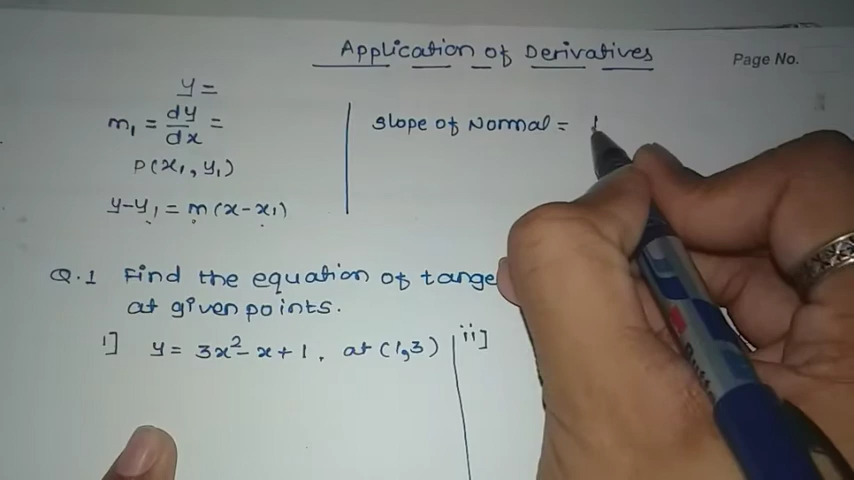 Application of Derivatives
Page No.
y =
m₁ = dy/dx =
P(x₁, y₁)
y-y₁ = m(x-x₁)
Slope of Normal =
Q.1 Find the equation of tange
at given points.
i] y = 3x²-x+1, at (1,3)
ii]